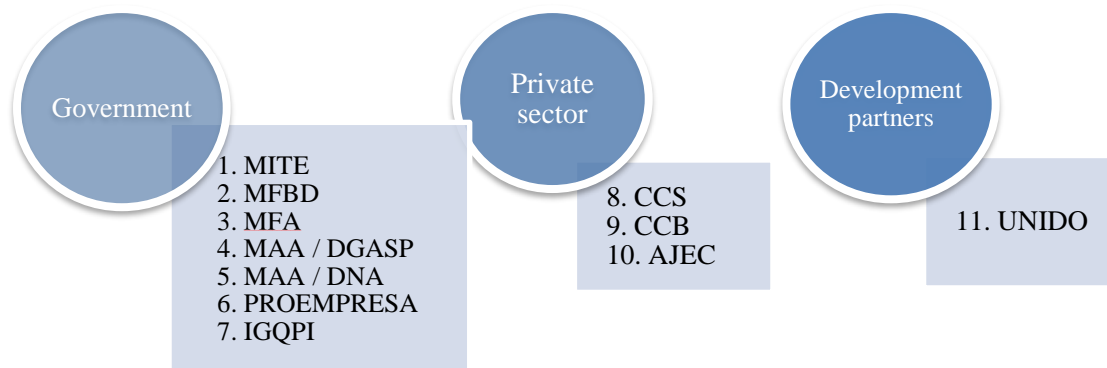 Government
1. MITE
2. MFBD
3. MFA
4. MAA / DGASP
5. MAA / DNA
6. PROEMPRESA
7. IGQPI
Private
sector
8. CCS
9. CCB
10. AJEC
Development
partners
11. UNIDO